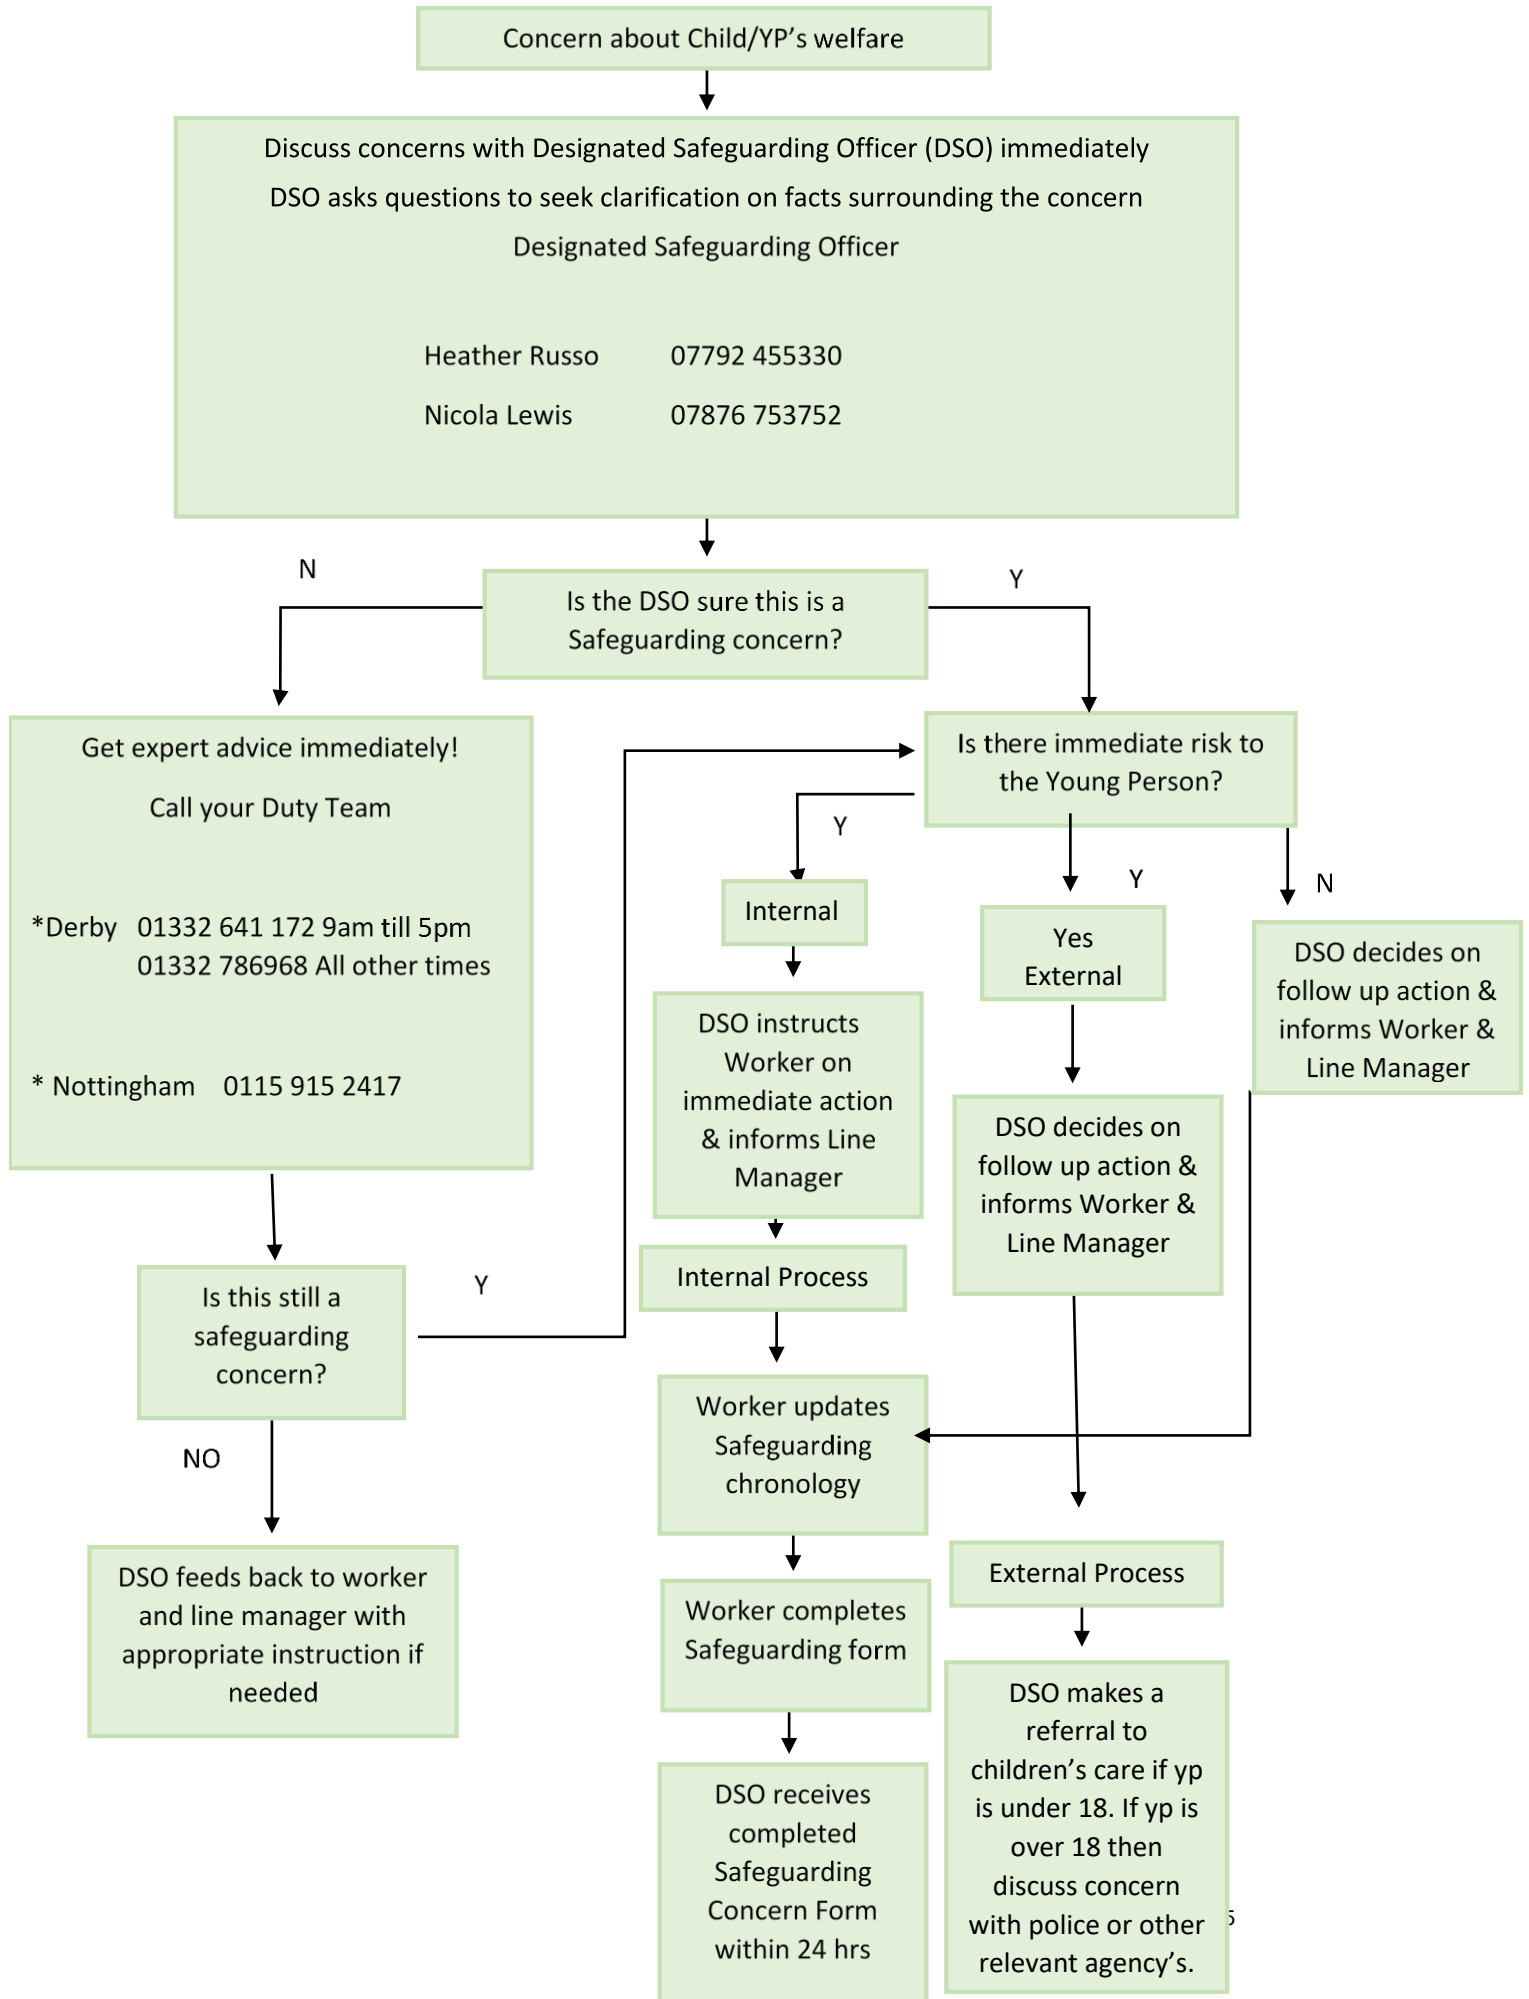 Concern about Child/YP's welfare
Discuss concerns with Designated Safeguarding Officer (DSO) immediately
DSO asks questions to seek clarification on facts surrounding the concern
Designated Safeguarding Officer
Heather Russo 07792 455330
Nicola Lewis 07876 753752
N
Y
Is the DSO sure this is a
Safeguarding concern?
Get expert advice immediately!
Call your Duty Team
*Derby 01332 641 172 9am till 5pm
01332 786968 All other times
* Nottingham 0115 915 2417
Is there immediate risk to
the Young Person?
Y
Y
N
Internal
Yes
External
DSO decides on
follow up action &
informs Worker &
Line Manager
DSO instructs
Worker on
immediate action
& informs Line
Manager
DSO decides on
follow up action &
informs Worker &
Line Manager
Internal Process
Is this still a
safeguarding
concern?
Y
NO
Worker updates
Safeguarding
chronology
DSO feeds back to worker
and line manager with
appropriate instruction if
needed
Worker completes
Safeguarding form
External Process
DSO receives
completed
Safeguarding
Concern Form
within 24 hrs
DSO makes a
referral to
children's care if yp
is under 18. If yp is
over 18 then
discuss concern
with police or other
relevant agency's.